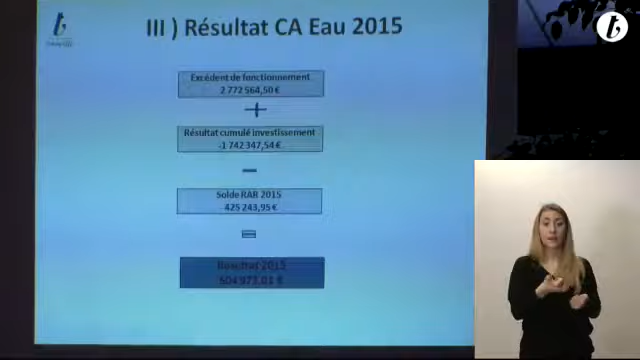 III ) Résultat CA Eau 2015
Excédent de fonctionnement
2 772 564,50 €
+
Résultat cumulé investissement
-1 742 347,54 €
–
Solde RAR 2015
425 243,95 €
=
Résultat 2015
604 973,01 €